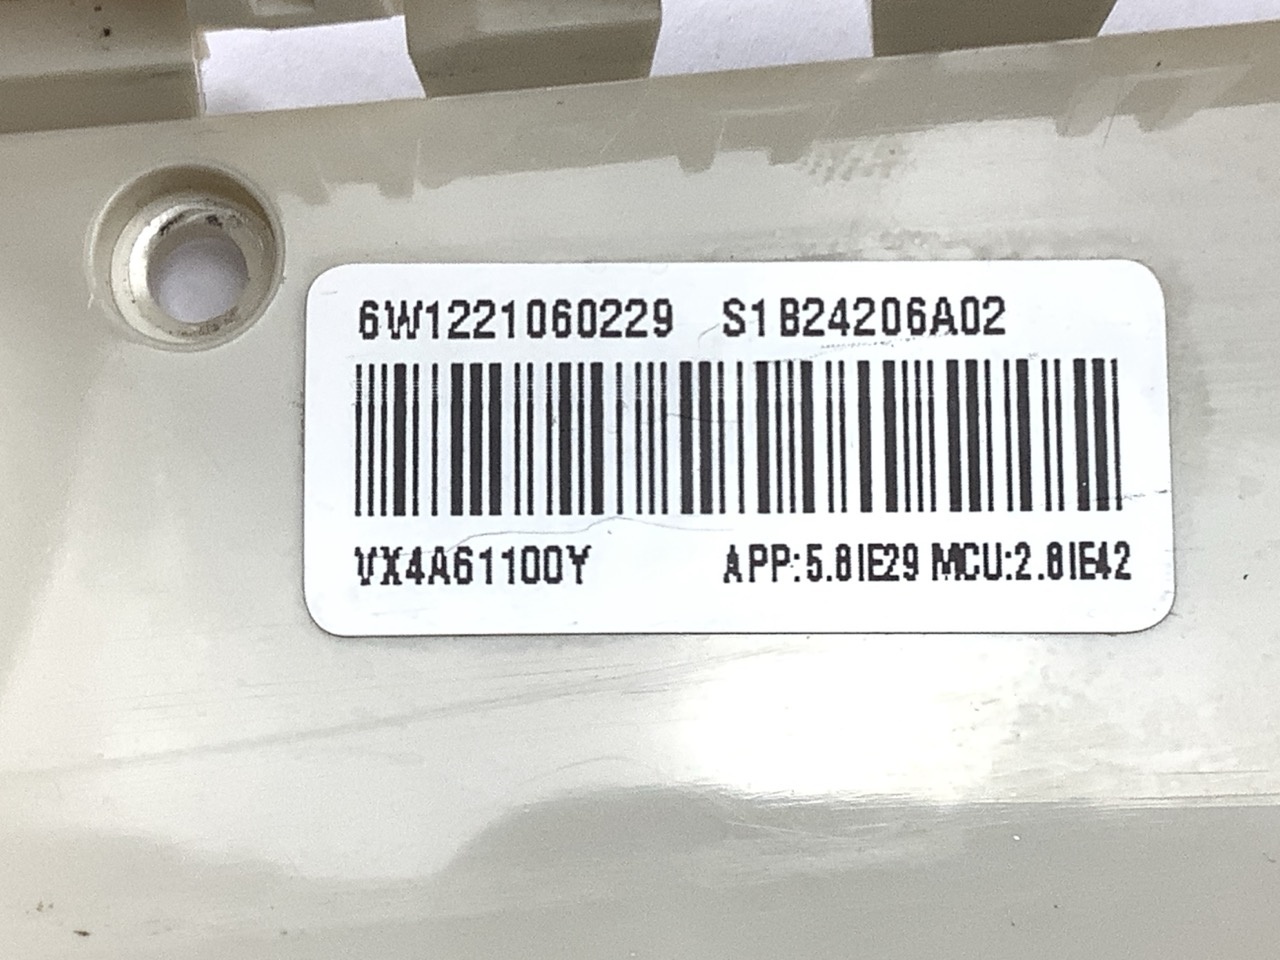 6W1221060229 S1B24206A02
VX4A61100Y APP:5.8IE29 MCU:2.8IE42